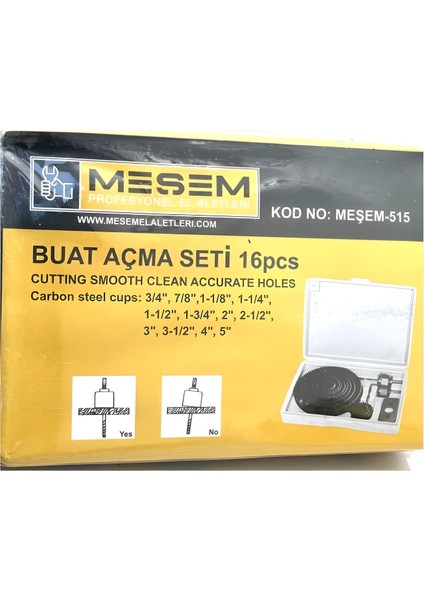 MEŞEM
PROFESYONEL EL ALETLERİ
WWW.MESEMELALETLERI.COM
KOD NO: MEŞEM-515
BUAT AÇMA SETİ 16pcs
CUTTING SMOOTH CLEAN ACCURATE HOLES
Carbon steel cups: 3/4", 7/8",1-1/8", 1-1/4",
1-1/2", 1-3/4", 2", 2-1/2",
3", 3-1/2", 4", 5"
Yes
No